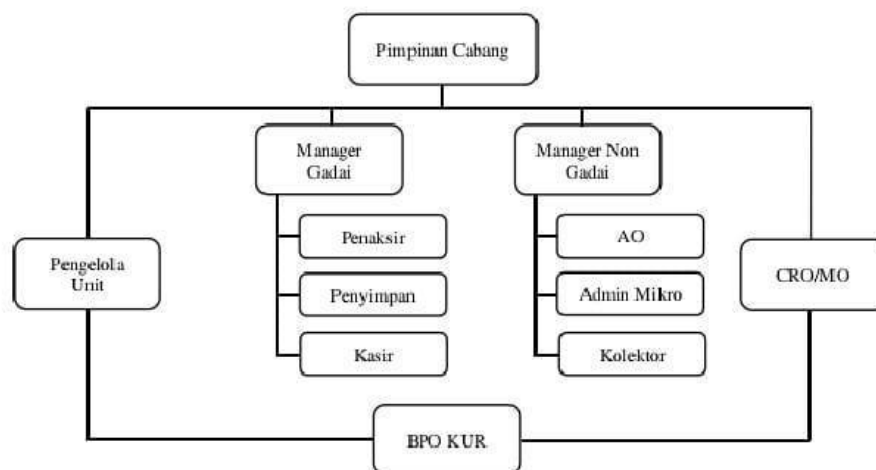 Pimpinan Cabang
Manager
Gadai
Manager Non
Gadai
Penaksir
AO
Pengelola
Unit
CRO/MO
Penyimpan
Admin Mikro
Kasir
Kolektor
BPO KUR